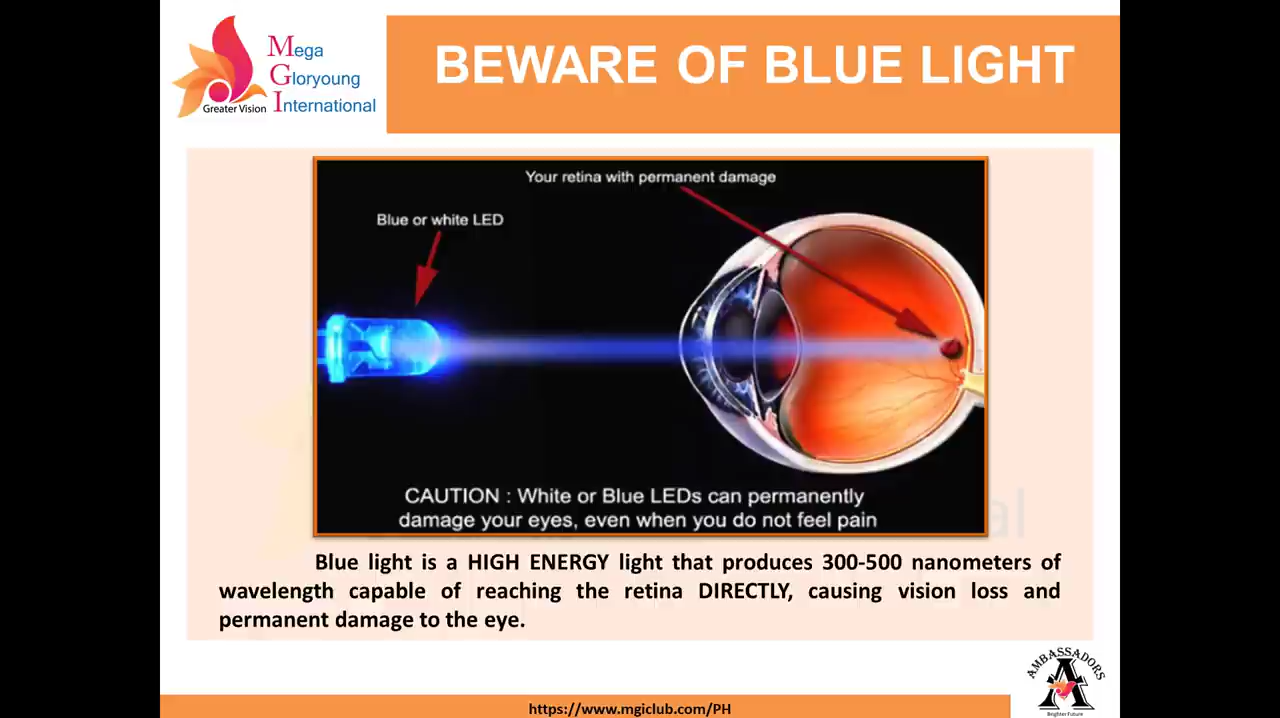 Mega
Gloryoung
International
Greater Vision
BEWARE OF BLUE LIGHT
Your retina with permanent damage
Blue or white LED
CAUTION : White or Blue LEDs can permanently
damage your eyes, even when you do not feel pain
al
Blue light is a HIGH ENERGY light that produces 300-500 nanometers of
wavelength capable of reaching the retina DIRECTLY, causing vision loss and
permanent damage to the eye.
AMBASSADORS
A
Brighter Future
https://www.mgiclub.com/PH